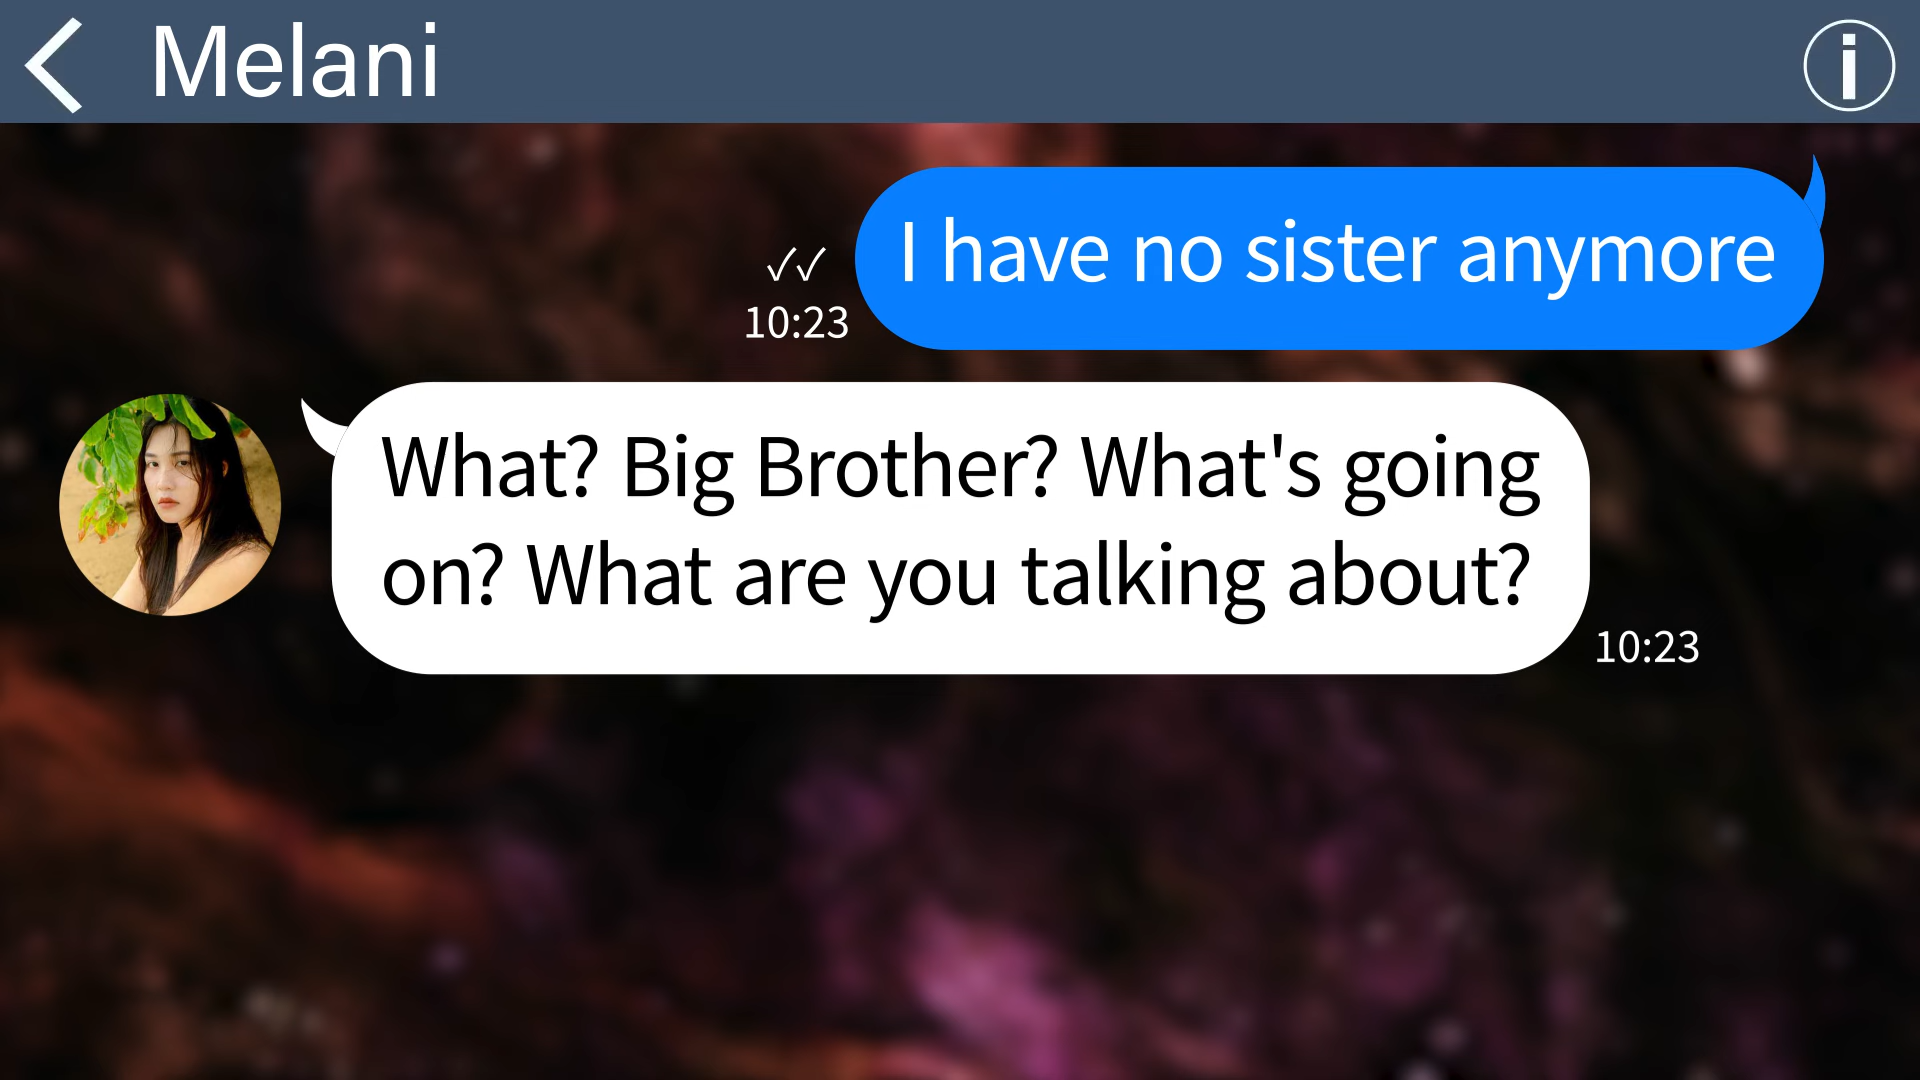 Melani
I have no sister anymore
✓✓
10:23
What? Big Brother? What's going
on? What are you talking about?
10:23